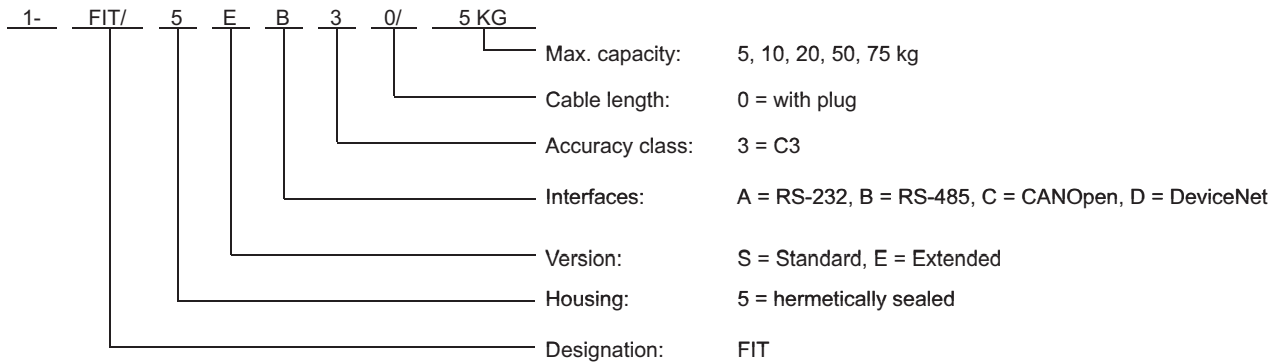 1- FIT/ 5 E B 3 0/ 5 KG
Max. capacity: 5, 10, 20, 50, 75 kg
Cable length: 0 = with plug
Accuracy class: 3 = C3
Interfaces: A = RS-232, B = RS-485, C = CANOpen, D = DeviceNet
Version: S = Standard, E = Extended
Housing: 5 = hermetically sealed
Designation: FIT